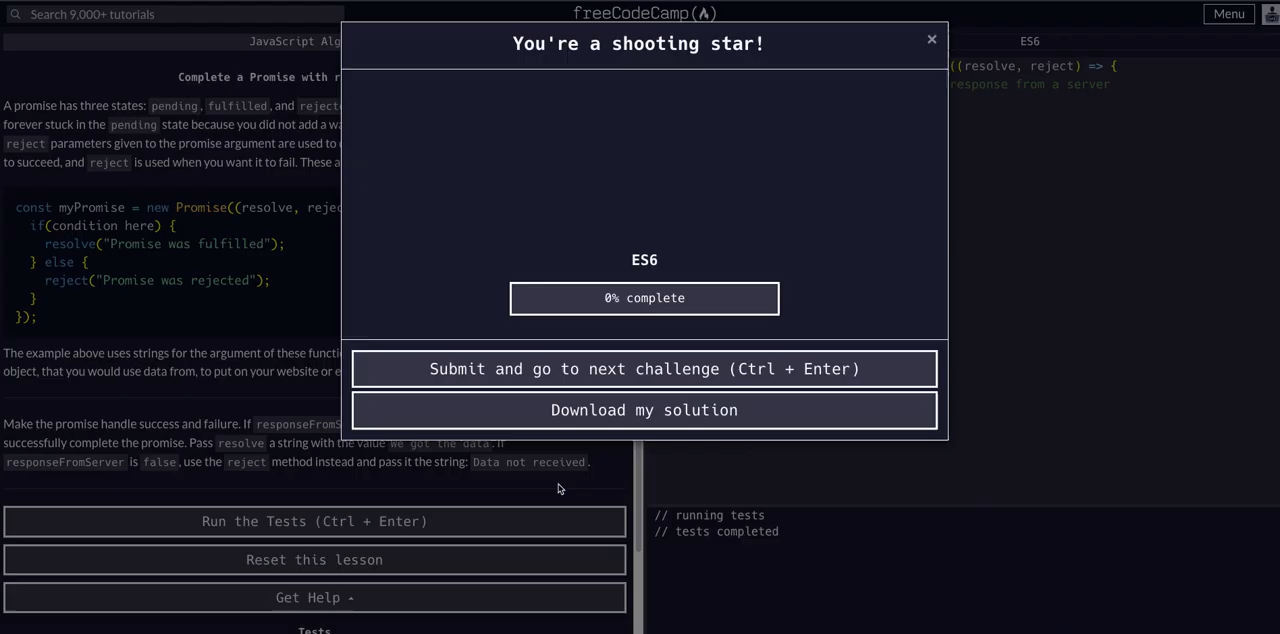 Search 9,000+ tutorials
freeCodeCamp
Menu
JavaScript Alg
ES6
You're a shooting star!
×
Complete a Promise with r
A promise has three states: pending, fulfilled, and reject
forever stuck in the pending state because you did not add a wa
reject parameters given to the promise argument are used to
to succeed, and reject is used when you want it to fail. These a
((resolve, reject) => {
response from a server
const myPromise = new Promise((resolve, rejec
if(condition here) {
resolve("Promise was fulfilled");
} else {
reject("Promise was rejected");
}
});
ES6
0% complete
The example above uses strings for the argument of these functi
object, that you would use data from, to put on your website or e
Submit and go to next challenge (Ctrl + Enter)
Download my solution
Make the promise handle success and failure. If responseFromS
successfully complete the promise. Pass resolve a string with the value We got the data. If
responseFromServer is false, use the reject method instead and pass it the string: Data not received.
Run the Tests (Ctrl + Enter)
Reset this lesson
Get Help
Tests
// running tests
// tests completed